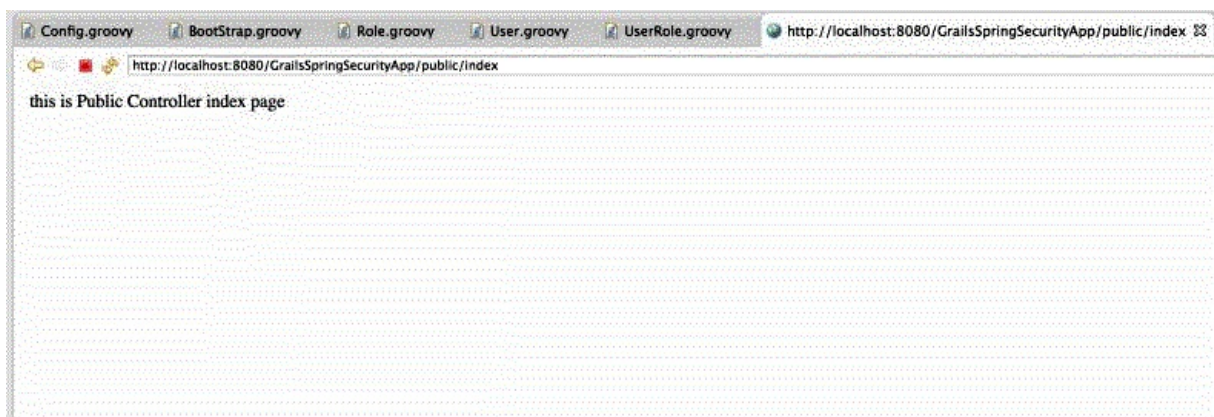 Config.groovy BootStrap.groovy Role.groovy User.groovy UserRole.groovy http://localhost:8080/GrailsSpringSecurityApp/public/index
http://localhost:8080/GrailsSpringSecurityApp/public/index
this is Public Controller index page